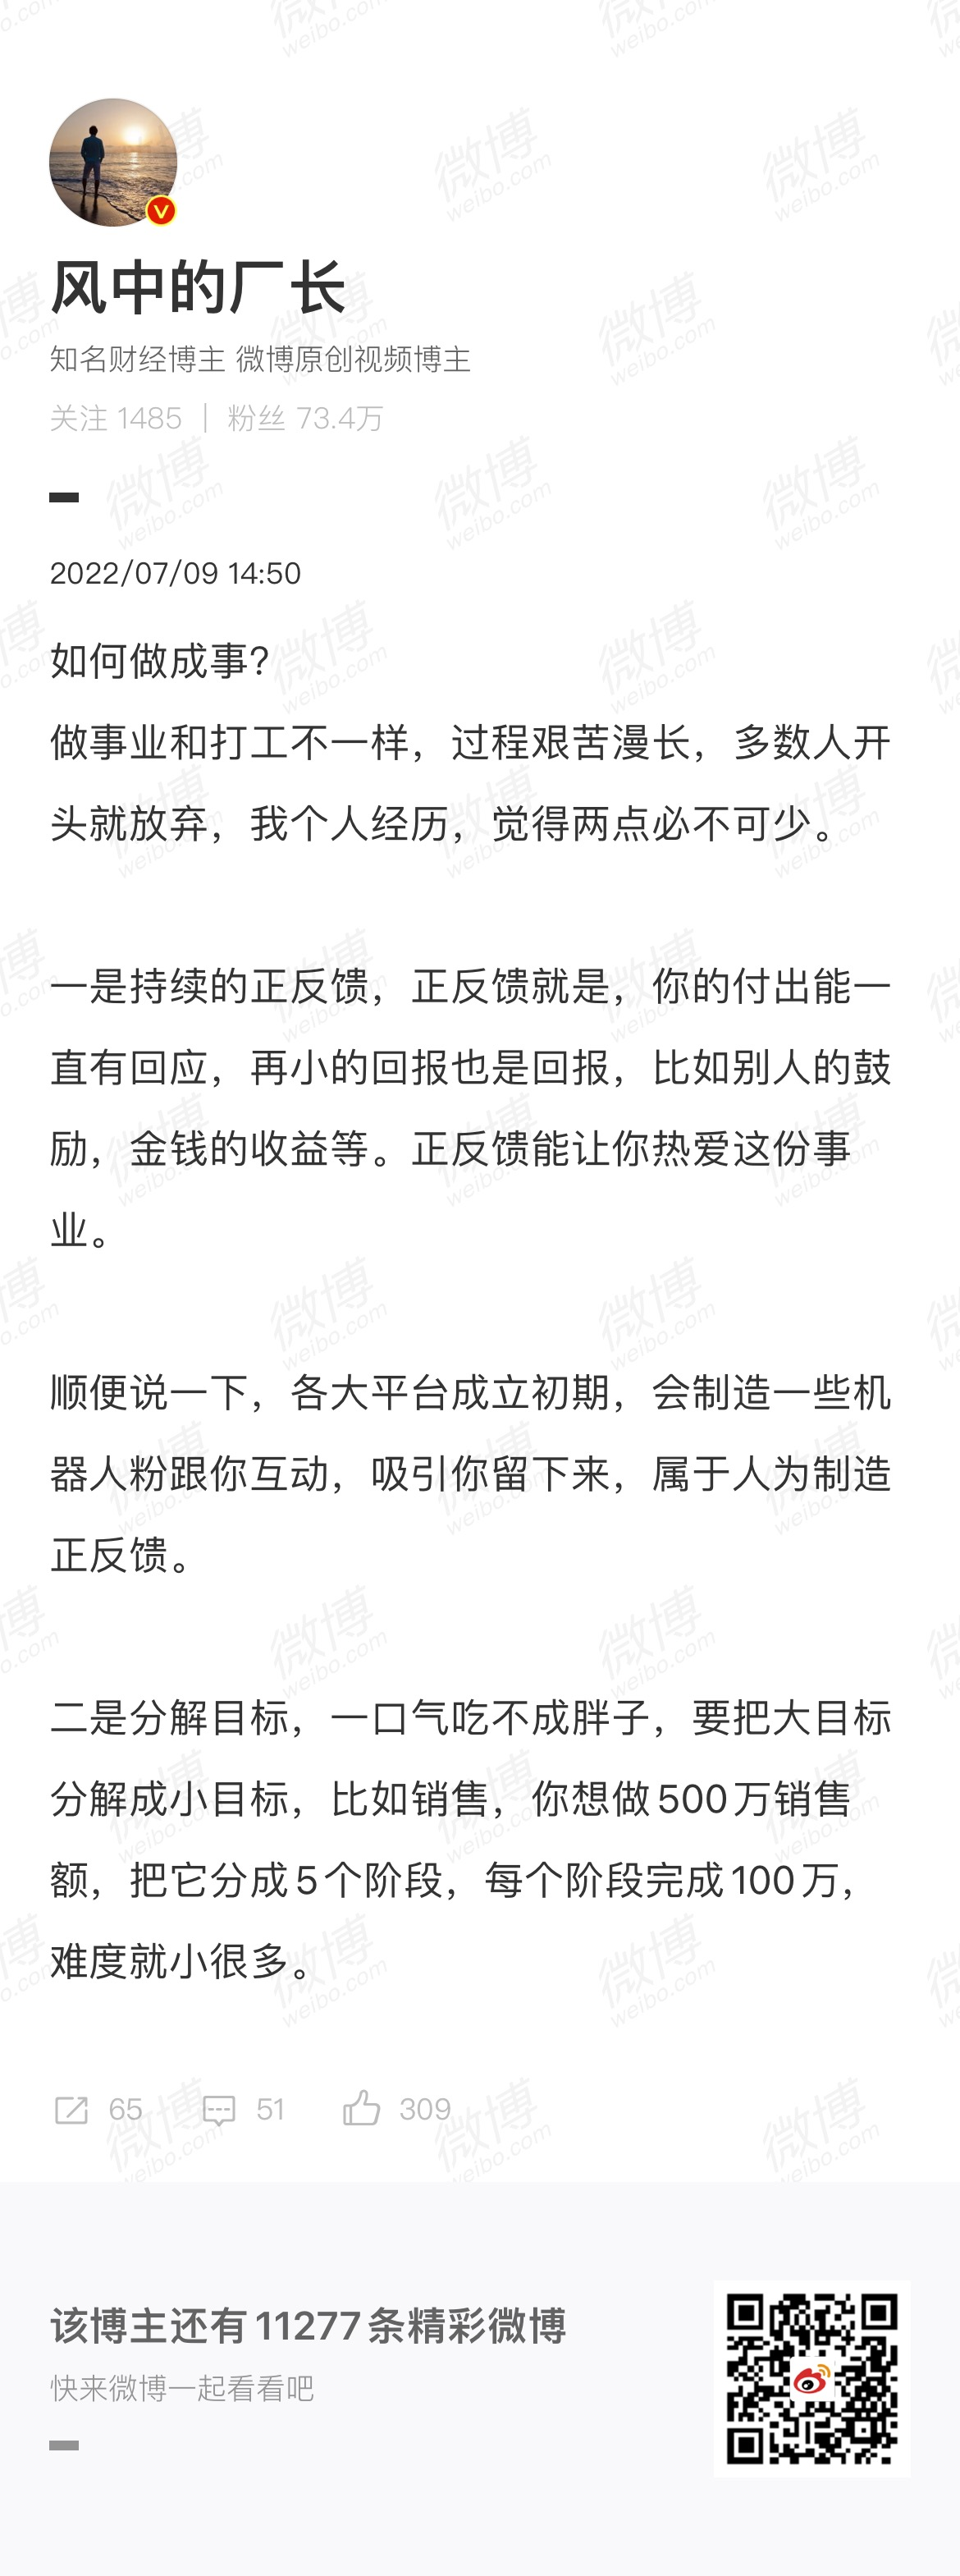 风中的厂长
知名财经博主 微博原创视频博主
关注 1485 | 粉丝 73.4万
2022/07/09 14:50
如何做成事?
做事业和打工不一样，过程艰苦漫长，多数人开
头就放弃，我个人经历，觉得两点必不可少。
一是持续的正反馈，正反馈就是，你的付出能一
直有回应，再小的回报也是回报，比如别人的鼓
励，金钱的收益等。正反馈能让你热爱这份事
业。
顺便说一下，各大平台成立初期，会制造一些机
器人粉跟你互动，吸引你留下来，属于人为制造
正反馈。
二是分解目标，一口气吃不成胖子，要把大目标
分解成小目标，比如销售，你想做500万销售
额，把它分成5个阶段，每个阶段完成100万，
难度就小很多。
65 51 309
该博主还有11277条精彩微博
快来微博一起看看吧
微博
weibo.com